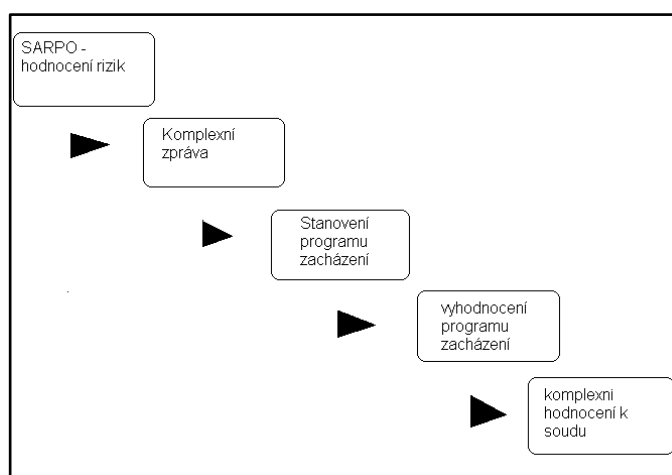 SARPO -
hodnocení rizik
Komplexní
zpráva
Stanovení
programu
zacházení
vyhodnocení
programu
zacházení
komplexni
hodnocení k
soudu